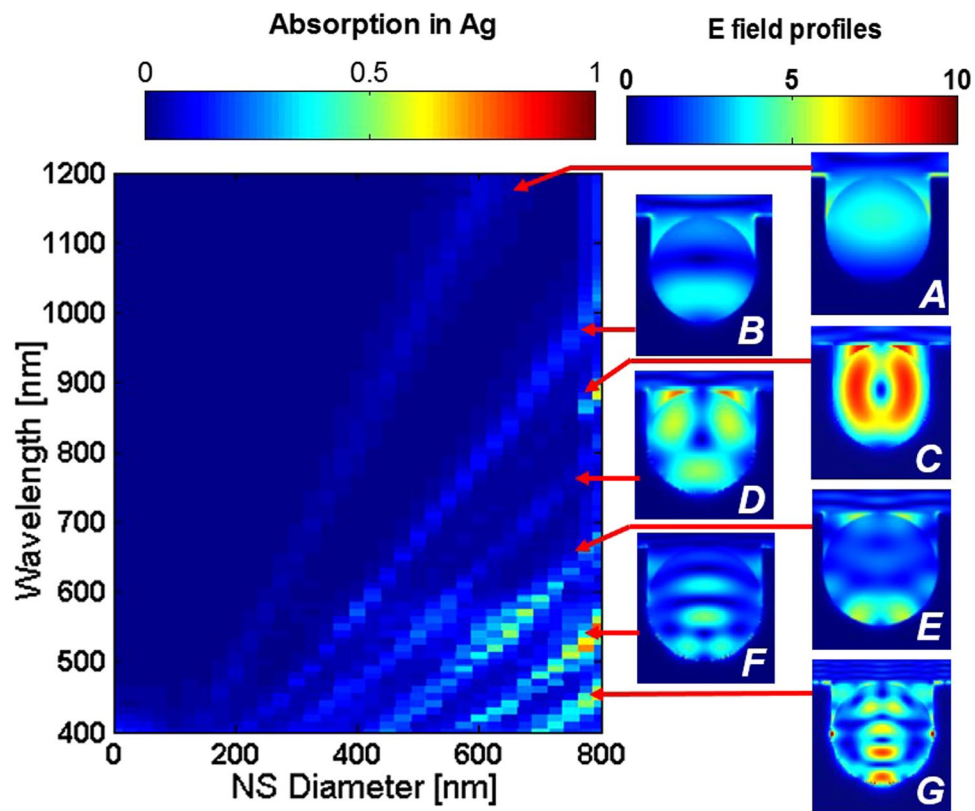 Absorption in Ag
E field profiles
0 0.5 1
0 5 10
1200
1100
1000
900
800
700
600
500
400
Wavelength [nm]
0 200 400 600 800
NS Diameter [nm]
A
B
C
D
E
F
G